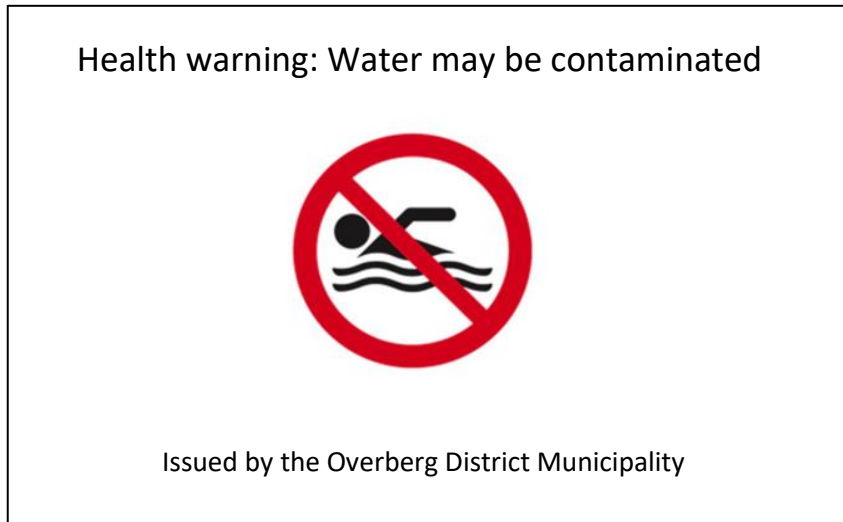 Health warning: Water may be contaminated
Issued by the Overberg District Municipality